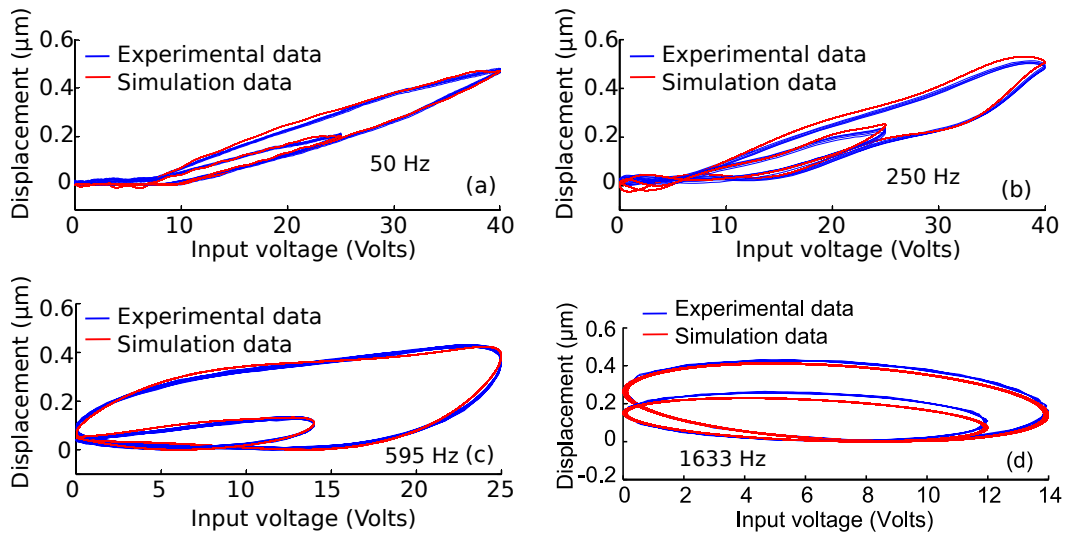 Displacement (μm)
0.6
0.4
0.2
0
Experimental data
Simulation data
50 Hz
(a)
0 10 20 30 40
Input voltage (Volts)
Displacement (μm)
0.6
0.4
0.2
0
Experimental data
Simulation data
250 Hz
(b)
0 10 20 30 40
Input voltage (Volts)
Displacement (μm)
0.6
0.4
0.2
0
Experimental data
Simulation data
595 Hz (c)
0 5 10 15 20 25
Input voltage (Volts)
Displacement (μm)
0.6
0.4
0.2
0
-0.2
Experimental data
Simulation data
1633 Hz
(d)
0 2 4 6 8 10 12 14
Input voltage (Volts)